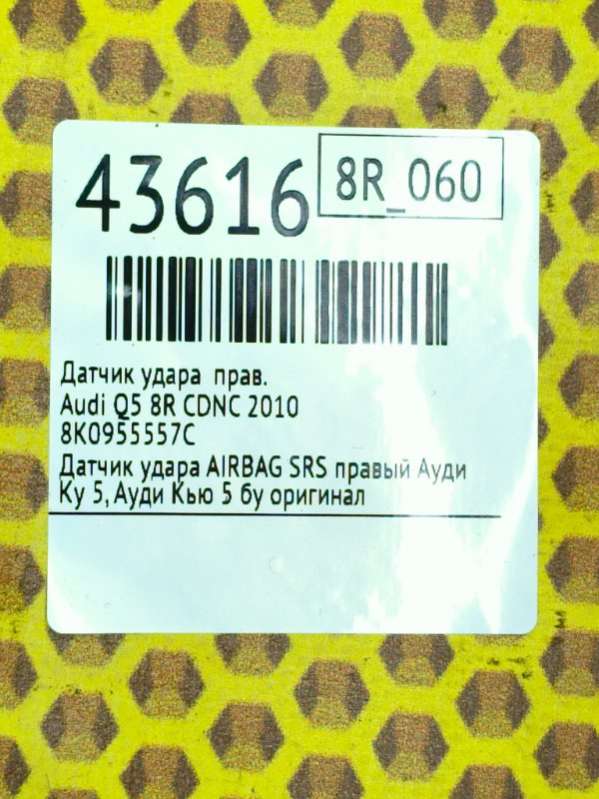 43616
8R_060
Датчик удара прав.
Audi Q5 8R CDNC 2010
8K0955557C
Датчик удара AIRBAG SRS правый Ауди
Ку 5, Ауди Кью 5 бу оригинал